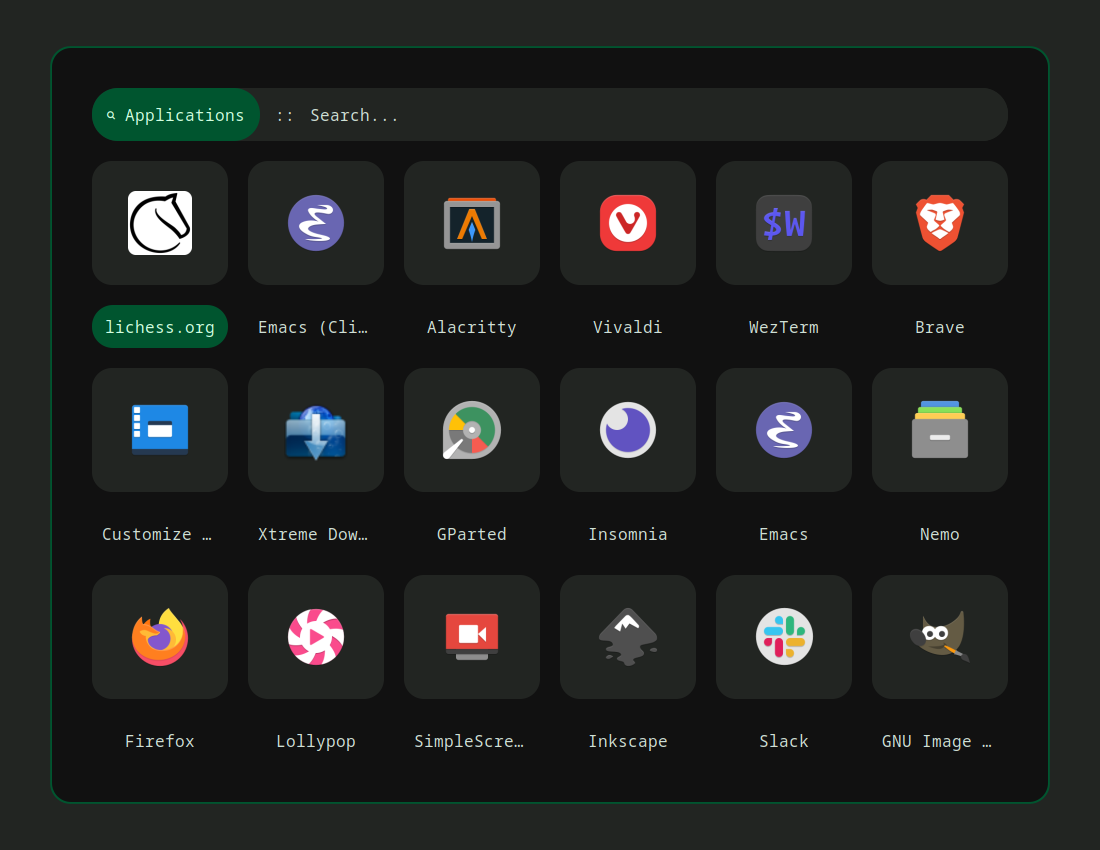 Applications :: Search...
$W
lichess.org Emacs (Cli… Alacritty Vivaldi WezTerm Brave
Customize … Xtreme Dow… GParted Insomnia Emacs Nemo
Firefox Lollypop SimpleScre… Inkscape Slack GNU Image …